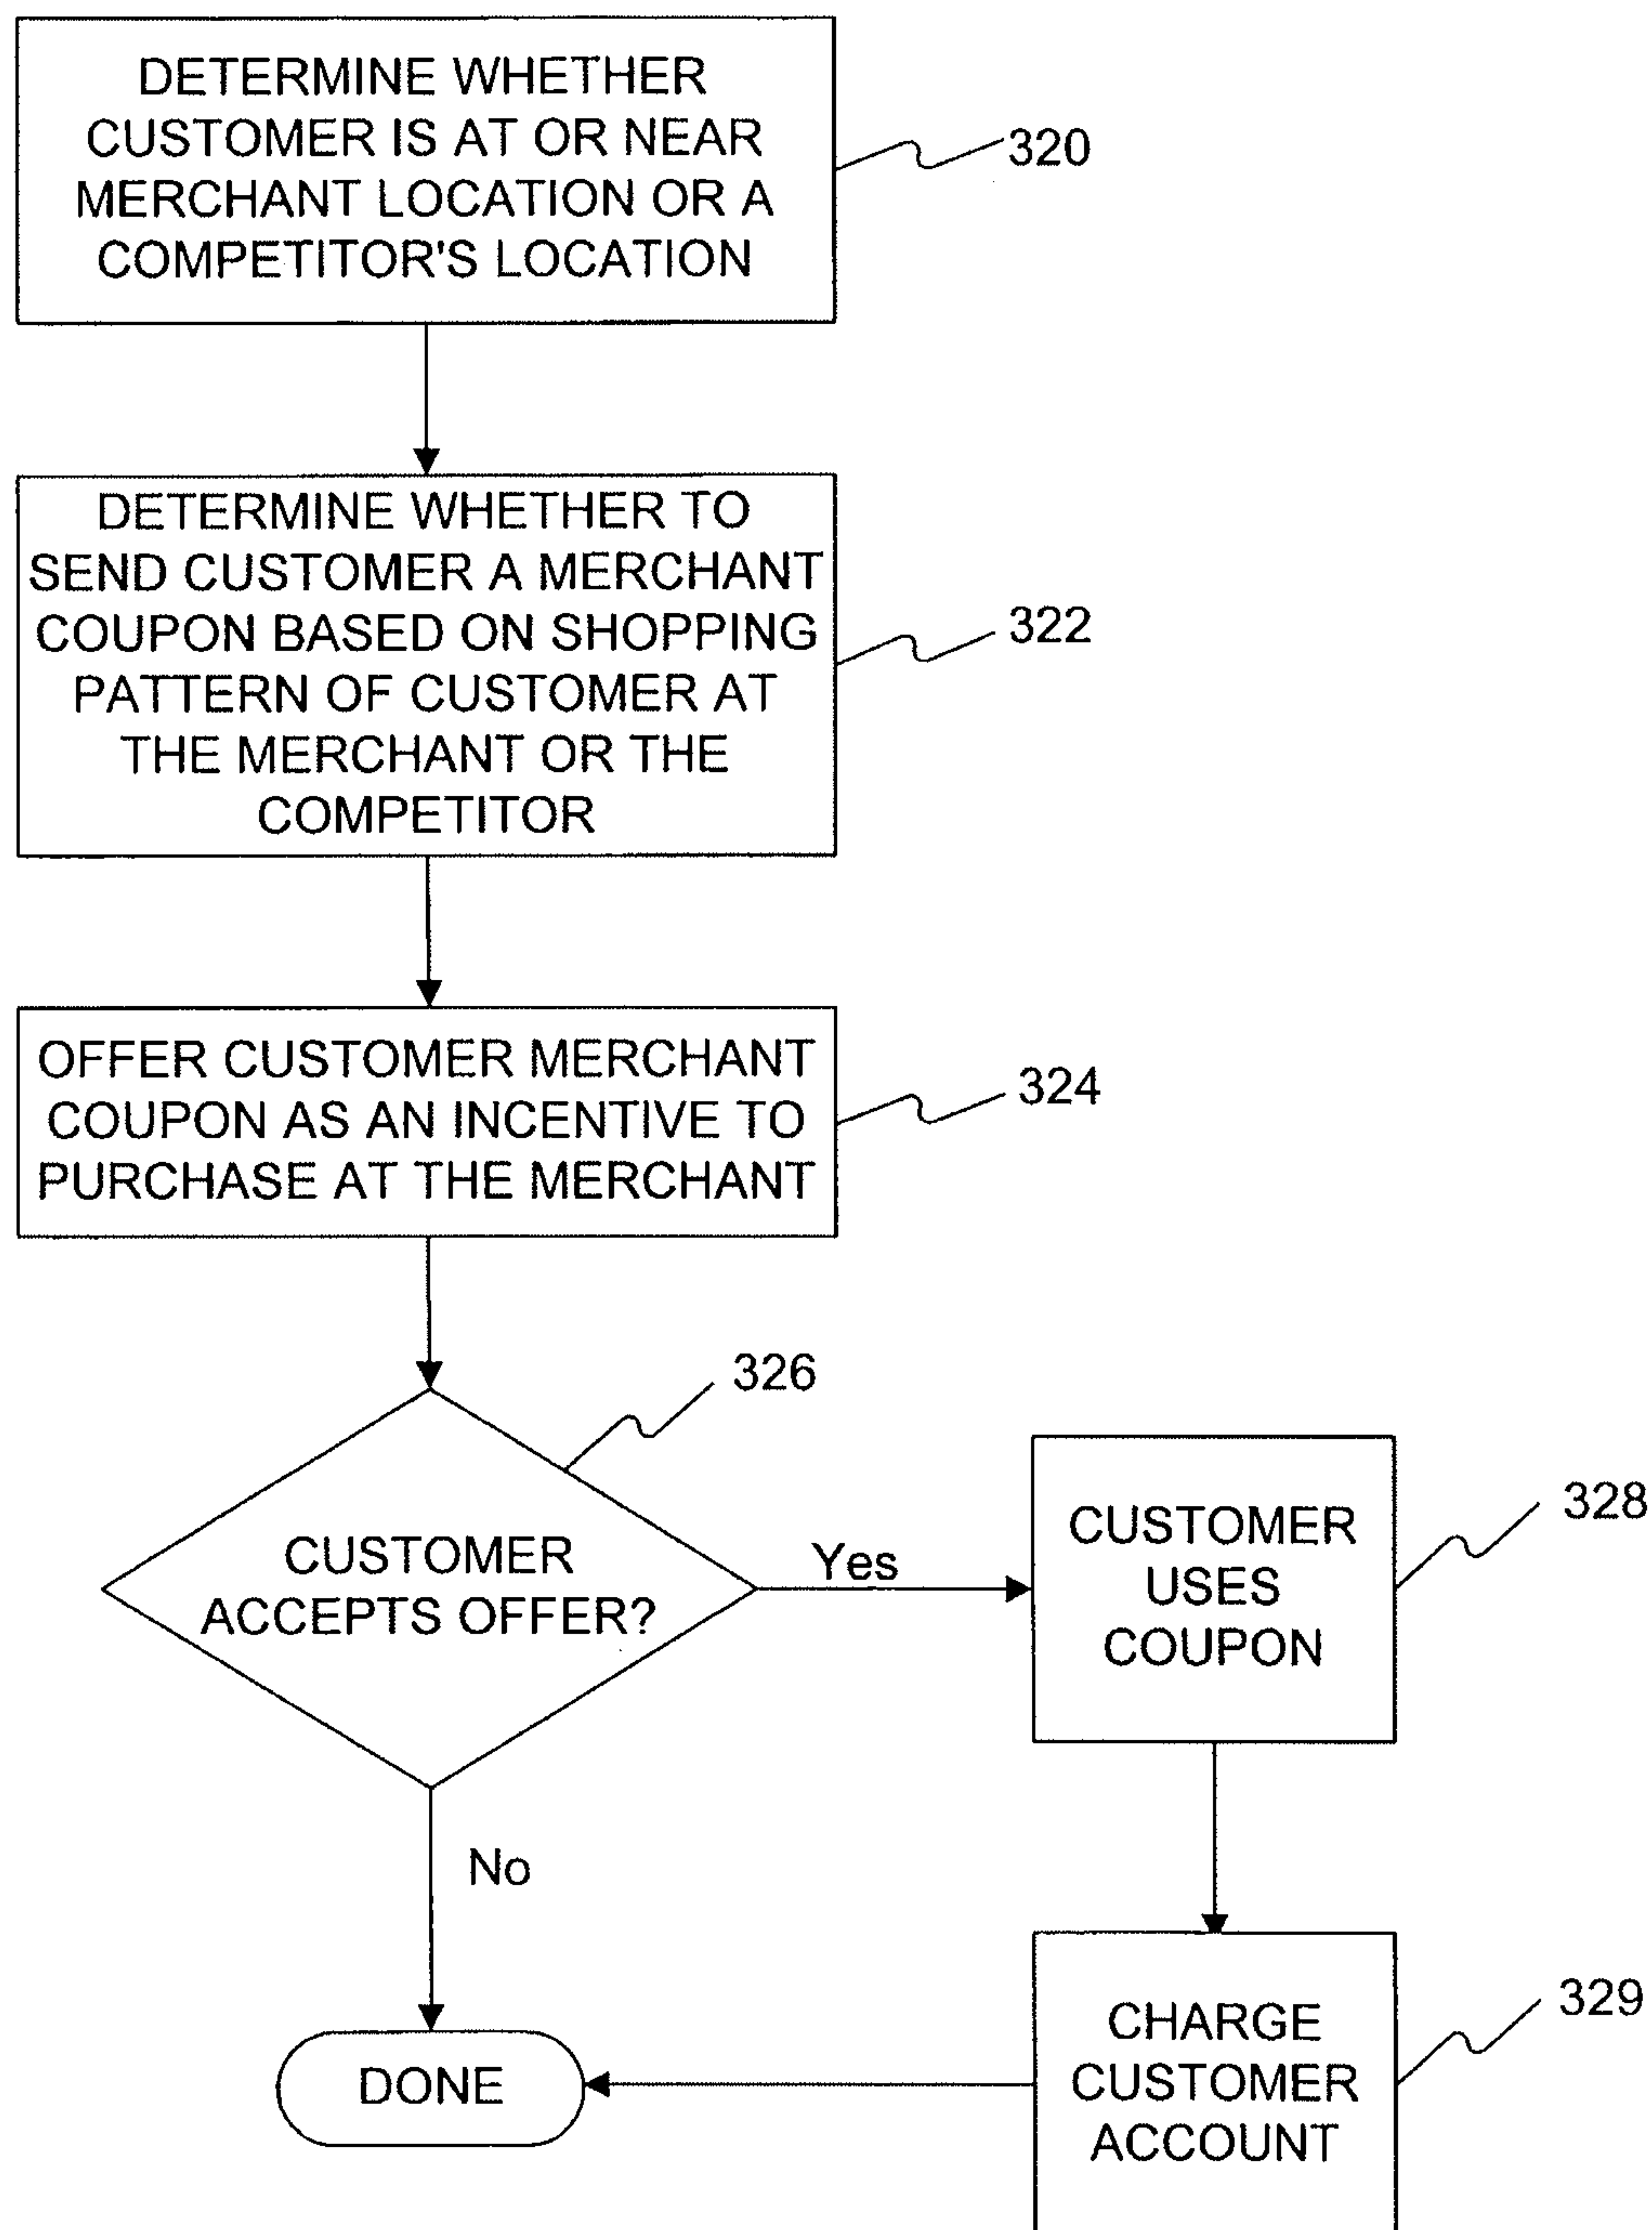 DETERMINE WHETHER
CUSTOMER IS AT OR NEAR
MERCHANT LOCATION OR A
COMPETITOR'S LOCATION
320
DETERMINE WHETHER TO
SEND CUSTOMER A MERCHANT
COUPON BASED ON SHOPPING
PATTERN OF CUSTOMER AT
THE MERCHANT OR THE
COMPETITOR
322
OFFER CUSTOMER MERCHANT
COUPON AS AN INCENTIVE TO
PURCHASE AT THE MERCHANT
324
326
CUSTOMER
ACCEPTS OFFER?
Yes
CUSTOMER
USES
COUPON
328
No
DONE
CHARGE
CUSTOMER
ACCOUNT
329